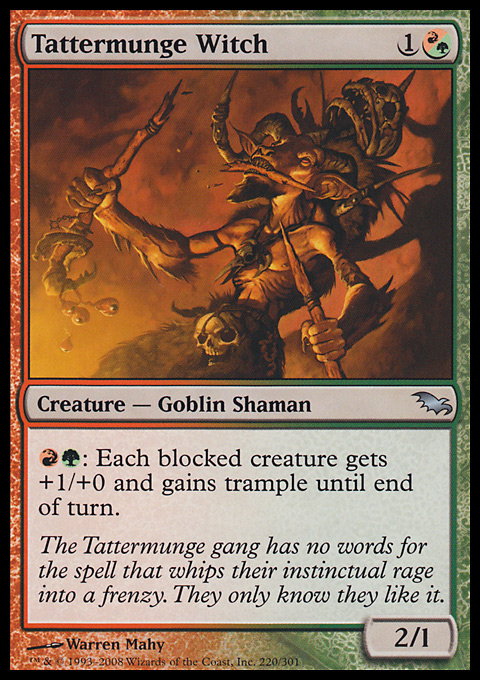 Tattermunge Witch 1
Creature — Goblin Shaman
: Each blocked creature gets
+1/+0 and gains trample until end
of turn.
The Tattermunge gang has no words for
the spell that whips their instinctual rage
into a frenzy. They only know they like it.
Warren Mahy
2/1
™ & © 1993–2008 Wizards of the Coast, Inc. 220/301